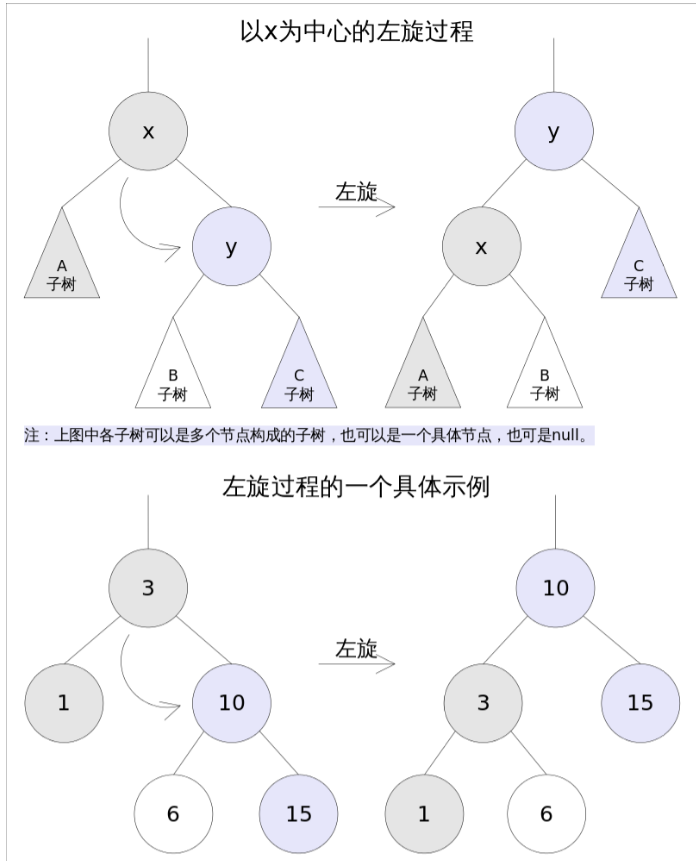 以x为中心的左旋过程
x
y
左旋
A
子树
y
x
C
子树
B
子树
C
子树
A
子树
B
子树
注：上图中各子树可以是多个节点构成的子树，也可以是一个具体节点，也可是null。
左旋过程的一个具体示例
3
10
左旋
1
10
3
15
6
15
1
6